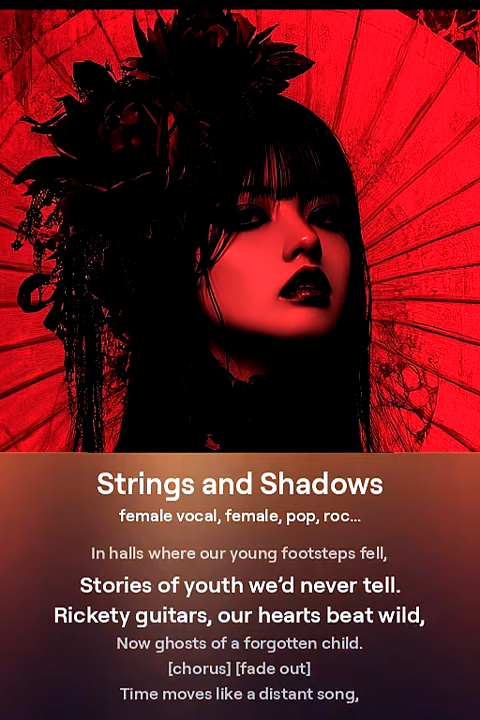 Strings and Shadows
female vocal, female, pop, roc...
In halls where our young footsteps fell,
Stories of youth we’d never tell.
Rickety guitars, our hearts beat wild,
Now ghosts of a forgotten child.
[chorus] [fade out]
Time moves like a distant song,